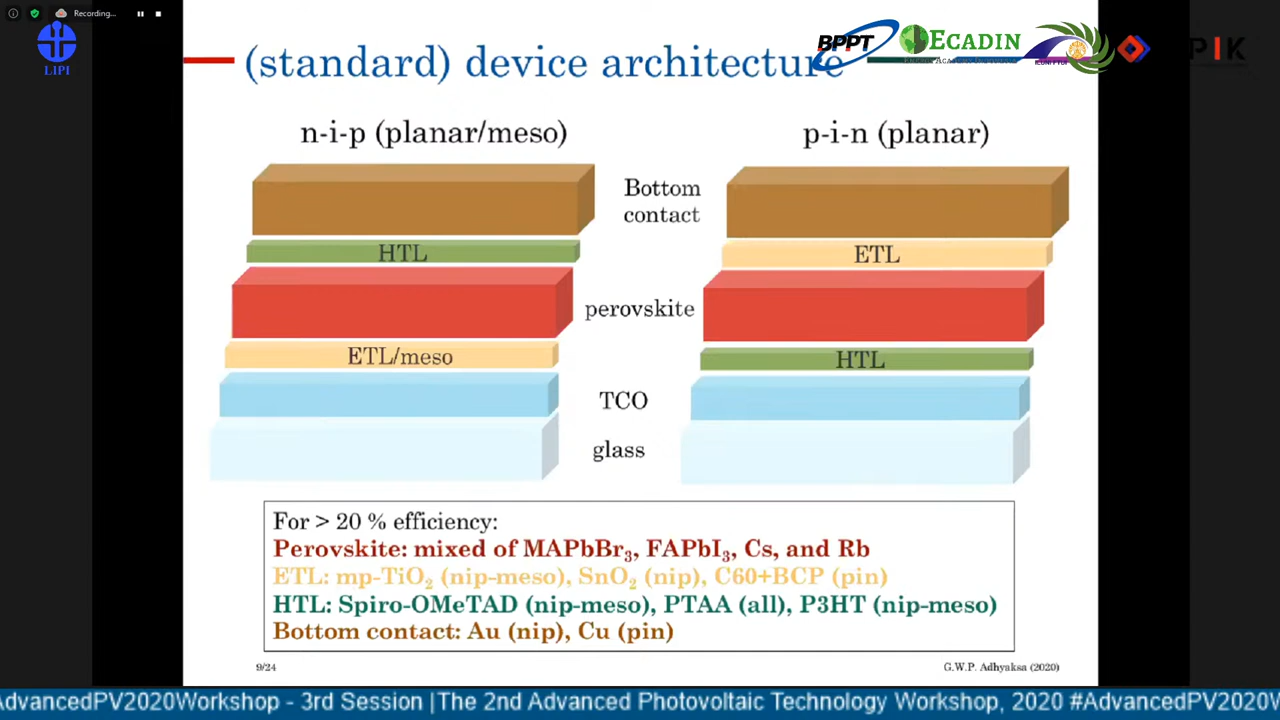 Recording...
LIPI
(standard) device architecture
BPPT
ECADIN
n-i-p (planar/meso)
p-i-n (planar)
Bottom
contact
HTL
ETL
perovskite
ETL/meso
HTL
TCO
glass
For > 20 % efficiency:
Perovskite: mixed of MAPbBr₃, FAPbI₃, Cs, and Rb
ETL: mp-TiO₂ (nip-meso), SnO₂ (nip), C60+BCP (pin)
HTL: Spiro-OMeTAD (nip-meso), PTAA (all), P3HT (nip-meso)
Bottom contact: Au (nip), Cu (pin)
9/24
G.W.P. Adhyaksa (2020)
AdvancedPV2020Workshop - 3rd Session |The 2nd Advanced Photovoltaic Technology Workshop, 2020 #AdvancedPV2020W